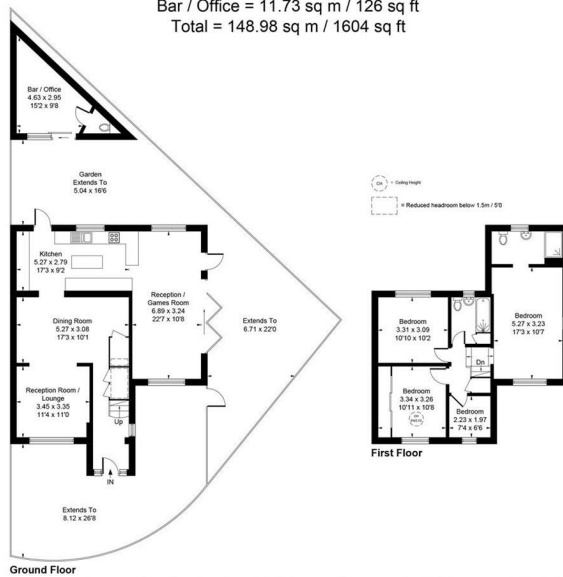 Bar / Office = 11.73 sq m / 126 sq ft
Total = 148.98 sq m / 1604 sq ft
Bar / Office
4.63 x 2.95
15'2 x 9'8
Garden
Extends To
5.04 x 16'6
Kitchen
5.27 x 2.79
17'3 x 9'2
Reception /
Games Room
6.89 x 3.24
22'7 x 10'8
Extends To
6.71 x 22'0
Dining Room
5.27 x 3.08
17'3 x 10'1
Reception Room /
Lounge
3.45 x 3.35
11'4 x 11'0
Up
IN
Extends To
8.12 x 26'8
Ground Floor
CH = Ceiling Height
= Reduced headroom below 1.5m / 5'0
Bedroom
3.31 x 3.09
10'10 x 10'2
Bedroom
5.27 x 3.23
17'3 x 10'7
Dn
Bedroom
3.34 x 3.26
10'11 x 10'8
CH
Bedroom
2.23 x 1.97
7'4 x 6'6
First Floor